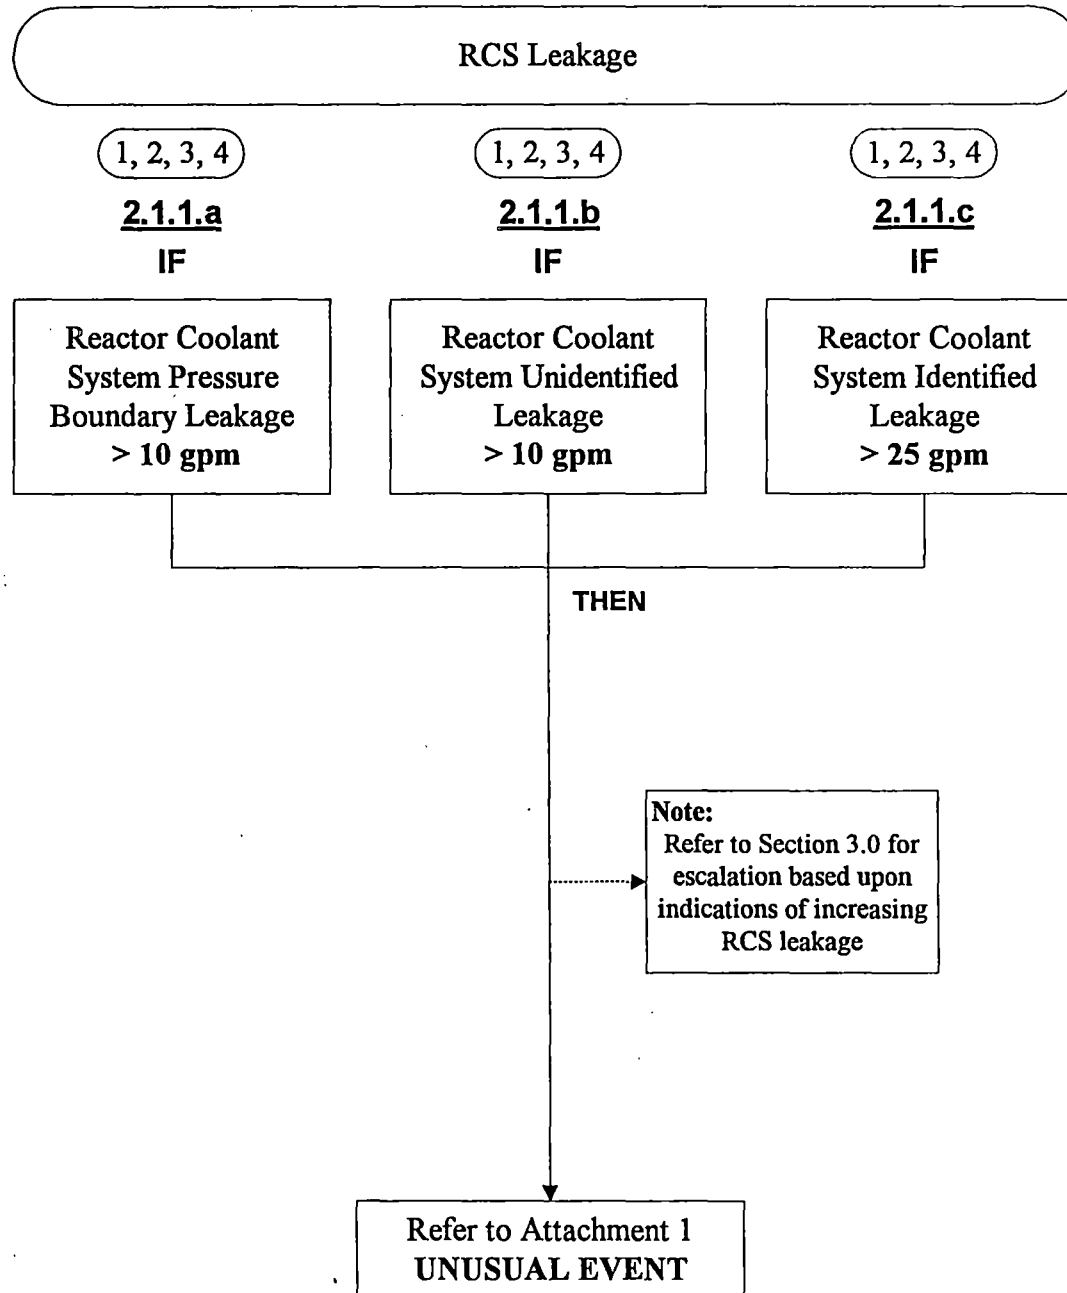 RCS Leakage
1, 2, 3, 4
2.1.1.a
IF
Reactor Coolant
System Pressure
Boundary Leakage
> 10 gpm
1, 2, 3, 4
2.1.1.b
IF
Reactor Coolant
System Unidentified
Leakage
> 10 gpm
1, 2, 3, 4
2.1.1.c
IF
Reactor Coolant
System Identified
Leakage
> 25 gpm
THEN
Note:
Refer to Section 3.0 for
escalation based upon
indications of increasing
RCS leakage
Refer to Attachment 1
UNUSUAL EVENT